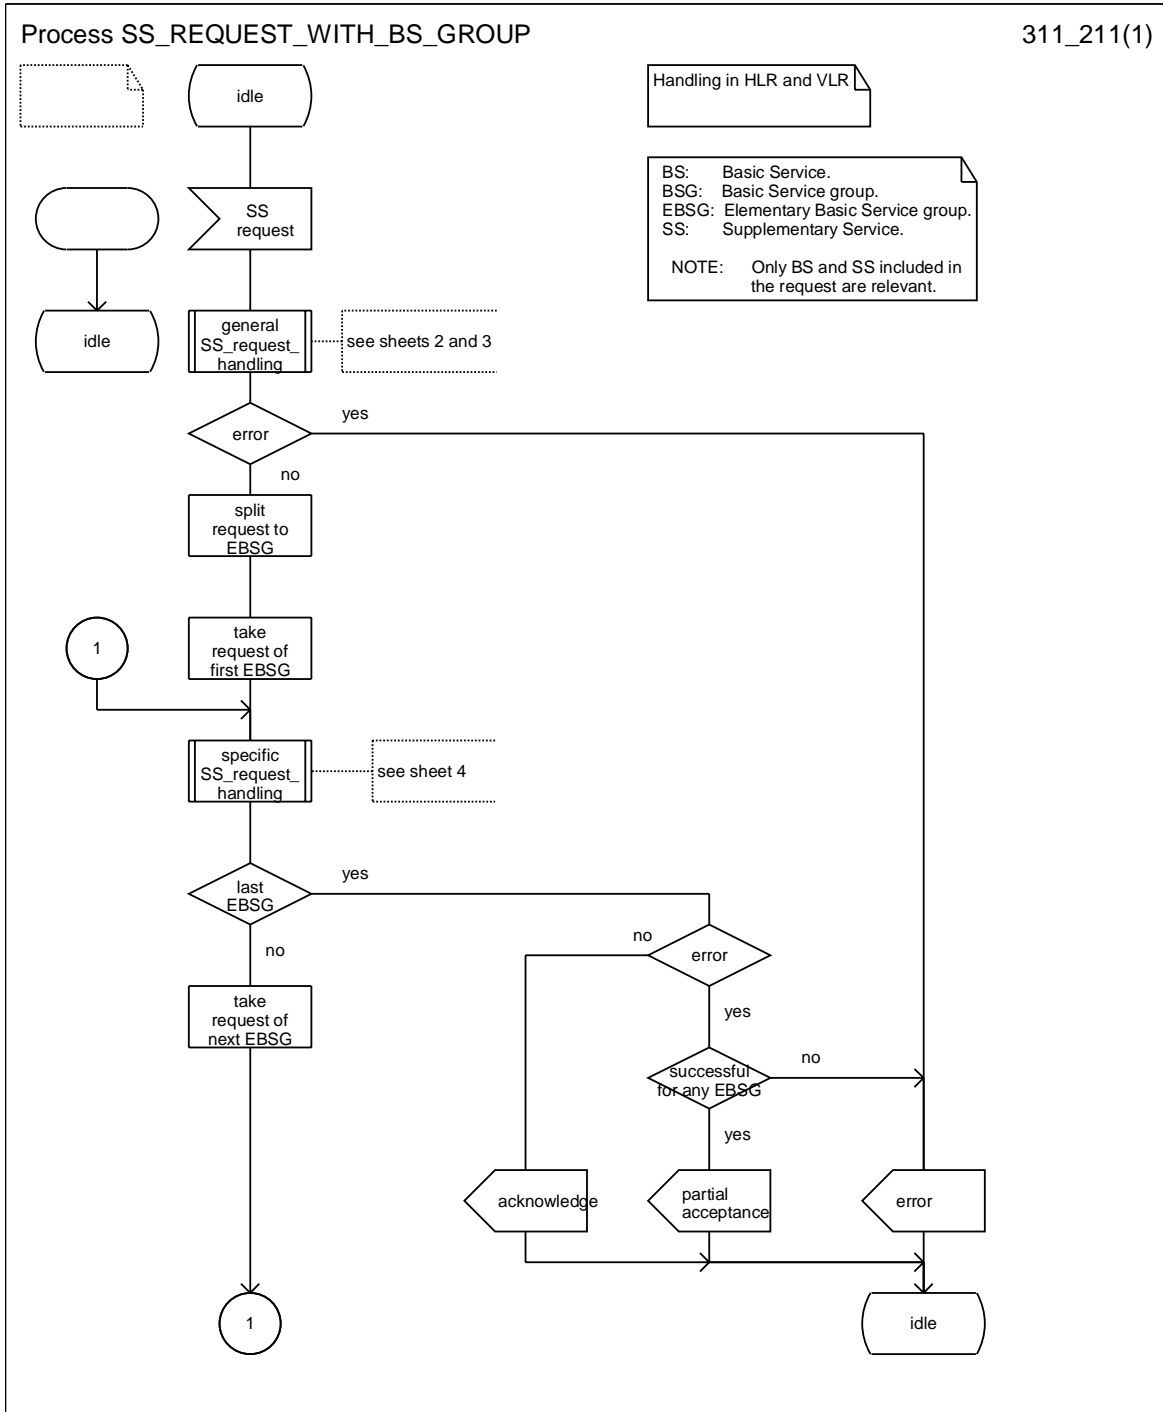 Process SS_REQUEST_WITH_BS_GROUP
311_211(1)
idle
Handling in HLR and VLR
BS: Basic Service.
BSG: Basic Service group.
EBSG: Elementary Basic Service group.
SS: Supplementary Service.
NOTE: Only BS and SS included in
the request are relevant.
SS
request
idle
general
SS_request_
handling
see sheets 2 and 3
error
yes
no
split
request to
EBSG
1
take
request of
first EBSG
specific
SS_request_
handling
see sheet 4
last
EBSG
yes
no
no
error
yes
take
request of
next EBSG
successful
for any EBSG
no
yes
acknowledge
partial
acceptance
error
1
idle